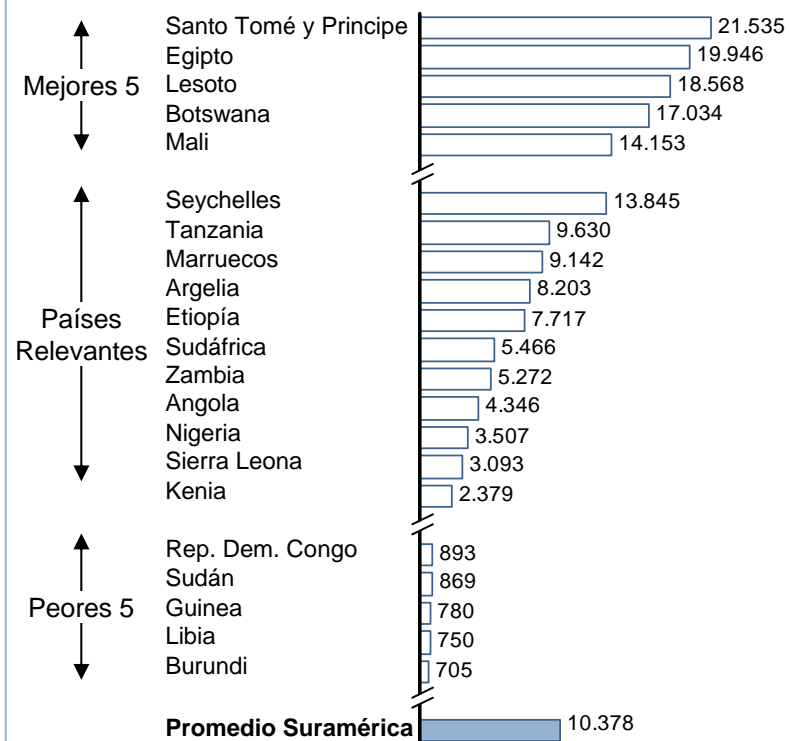 Santo Tomé y Principe 21.535
Egipto 19.946
Mejores 5
Lesoto 18.568
Botswana 17.034
Mali 14.153
Seychelles 13.845
Tanzania 9.630
Marruecos 9.142
Argelia 8.203
Países
Relevantes
Etiopía 7.717
Sudáfrica 5.466
Zambia 5.272
Angola 4.346
Nigeria 3.507
Sierra Leona 3.093
Kenia 2.379
Rep. Dem. Congo 893
Sudán 869
Peores 5
Guinea 780
Libia 750
Burundi 705
Promedio Suramérica 10.378